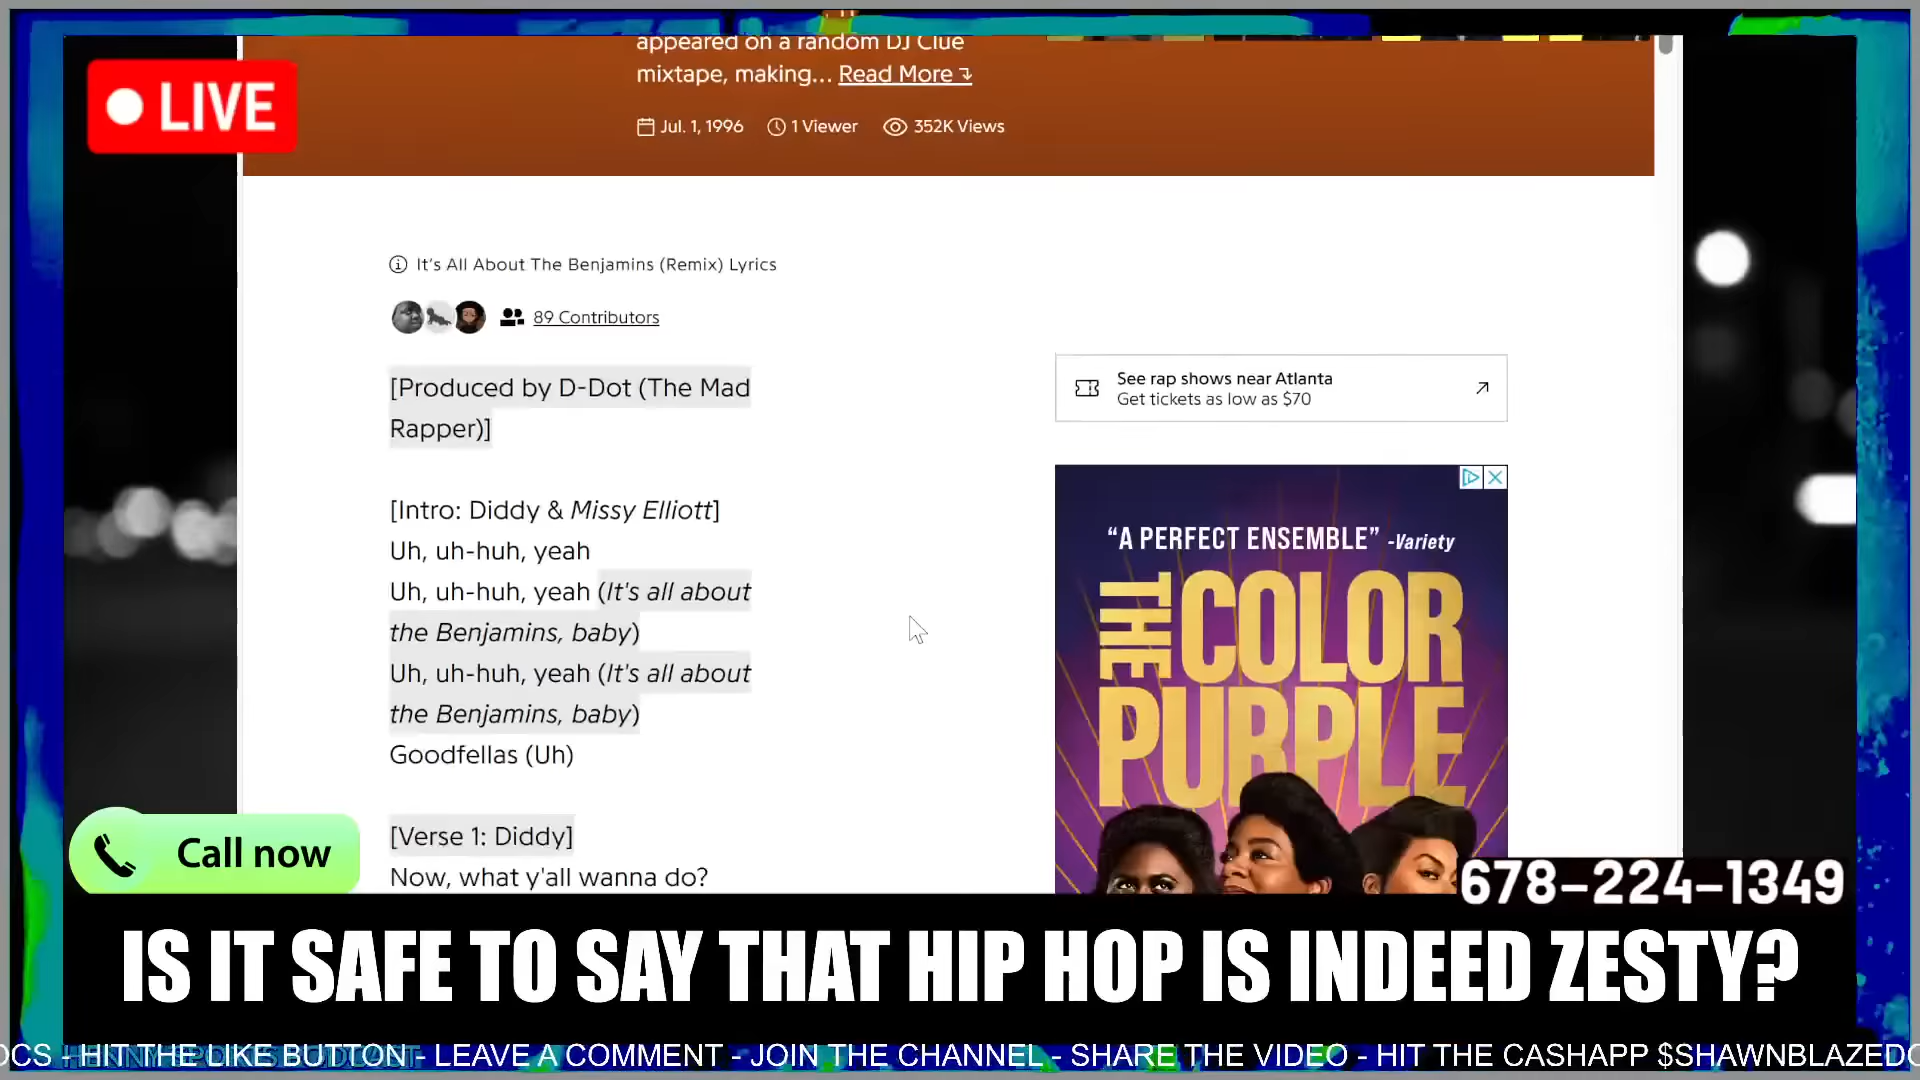 appeared on a random DJ Clue
mixtape, making... Read More
LIVE
Jul. 1, 1996 1 Viewer 352K Views
It's All About The Benjamins (Remix) Lyrics
89 Contributors
[Produced by D-Dot (The Mad
Rapper)]
See rap shows near Atlanta
Get tickets as low as $70
[Intro: Diddy & Missy Elliott]
Uh, uh-huh, yeah
Uh, uh-huh, yeah (It's all about
the Benjamins, baby)
Uh, uh-huh, yeah (It's all about
the Benjamins, baby)
Goodfellas (Uh)
[Verse 1: Diddy]
Now, what y'all wanna do?
“A PERFECT ENSEMBLE” -Variety
THE COLOR
PURPLE
Call now
678-224-1349
IS IT SAFE TO SAY THAT HIP HOP IS INDEED ZESTY?
OCS - HIT THE LIKE BUTTON - LEAVE A COMMENT - JOIN THE CHANNEL - SHARE THE VIDEO - HIT THE CASHAPP $SHAWNBLAZEDO